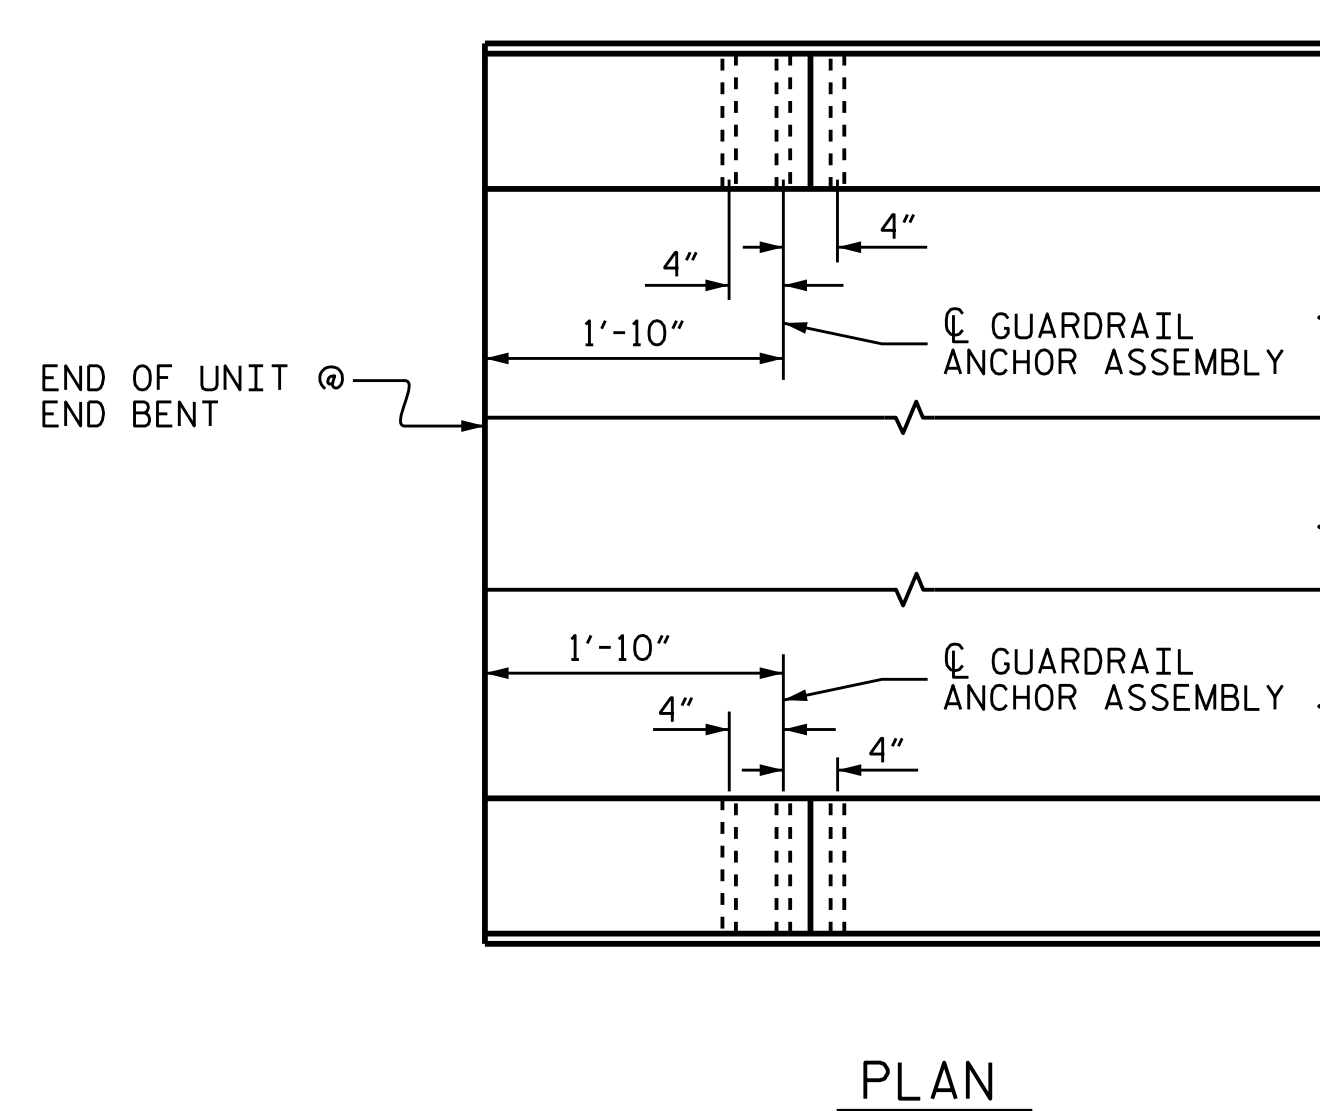 4"
4"
1'-10"
℄ GUARDRAIL
ANCHOR ASSEMBLY
END OF UNIT @
END BENT
1'-10"
℄ GUARDRAIL
ANCHOR ASSEMBLY
4"
4"
PLAN